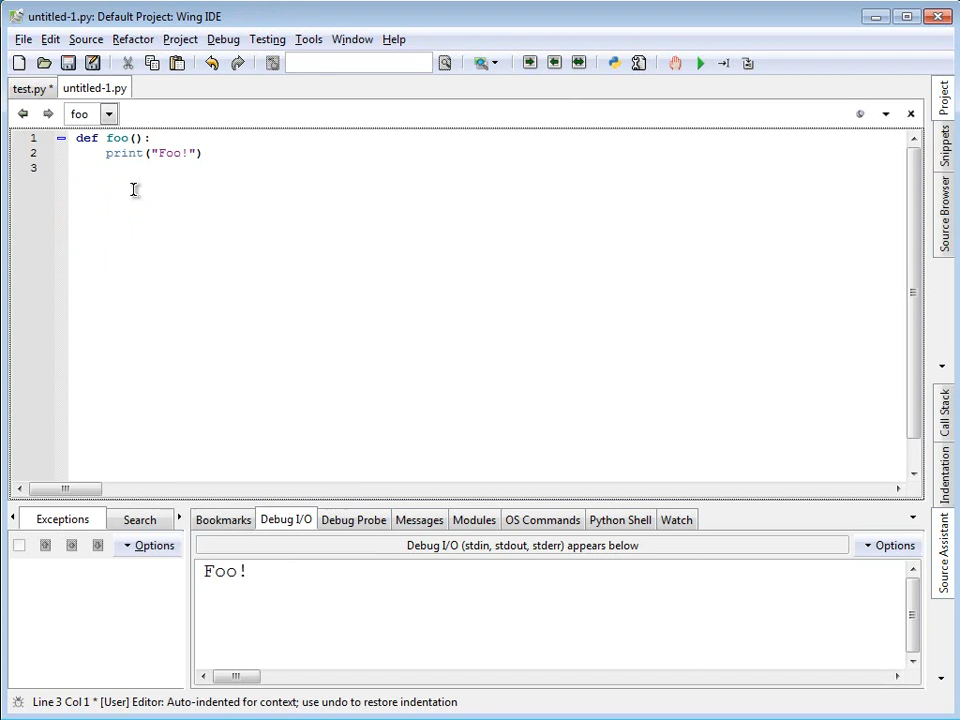 untitled-1.py: Default Project: Wing IDE
File Edit Source Refactor Project Debug Testing Tools Window Help
test.py * untitled-1.py
foo
1 def foo():
2 print("Foo!")
3
Project
Snippets
Source Browser
Call Stack
Indentation
Source Assistant
Exceptions Search
Options
Bookmarks Debug I/O Debug Probe Messages Modules OS Commands Python Shell Watch
Debug I/O (stdin, stdout, stderr) appears below Options
Foo!
Line 3 Col 1 * [User] Editor: Auto-indented for context; use undo to restore indentation